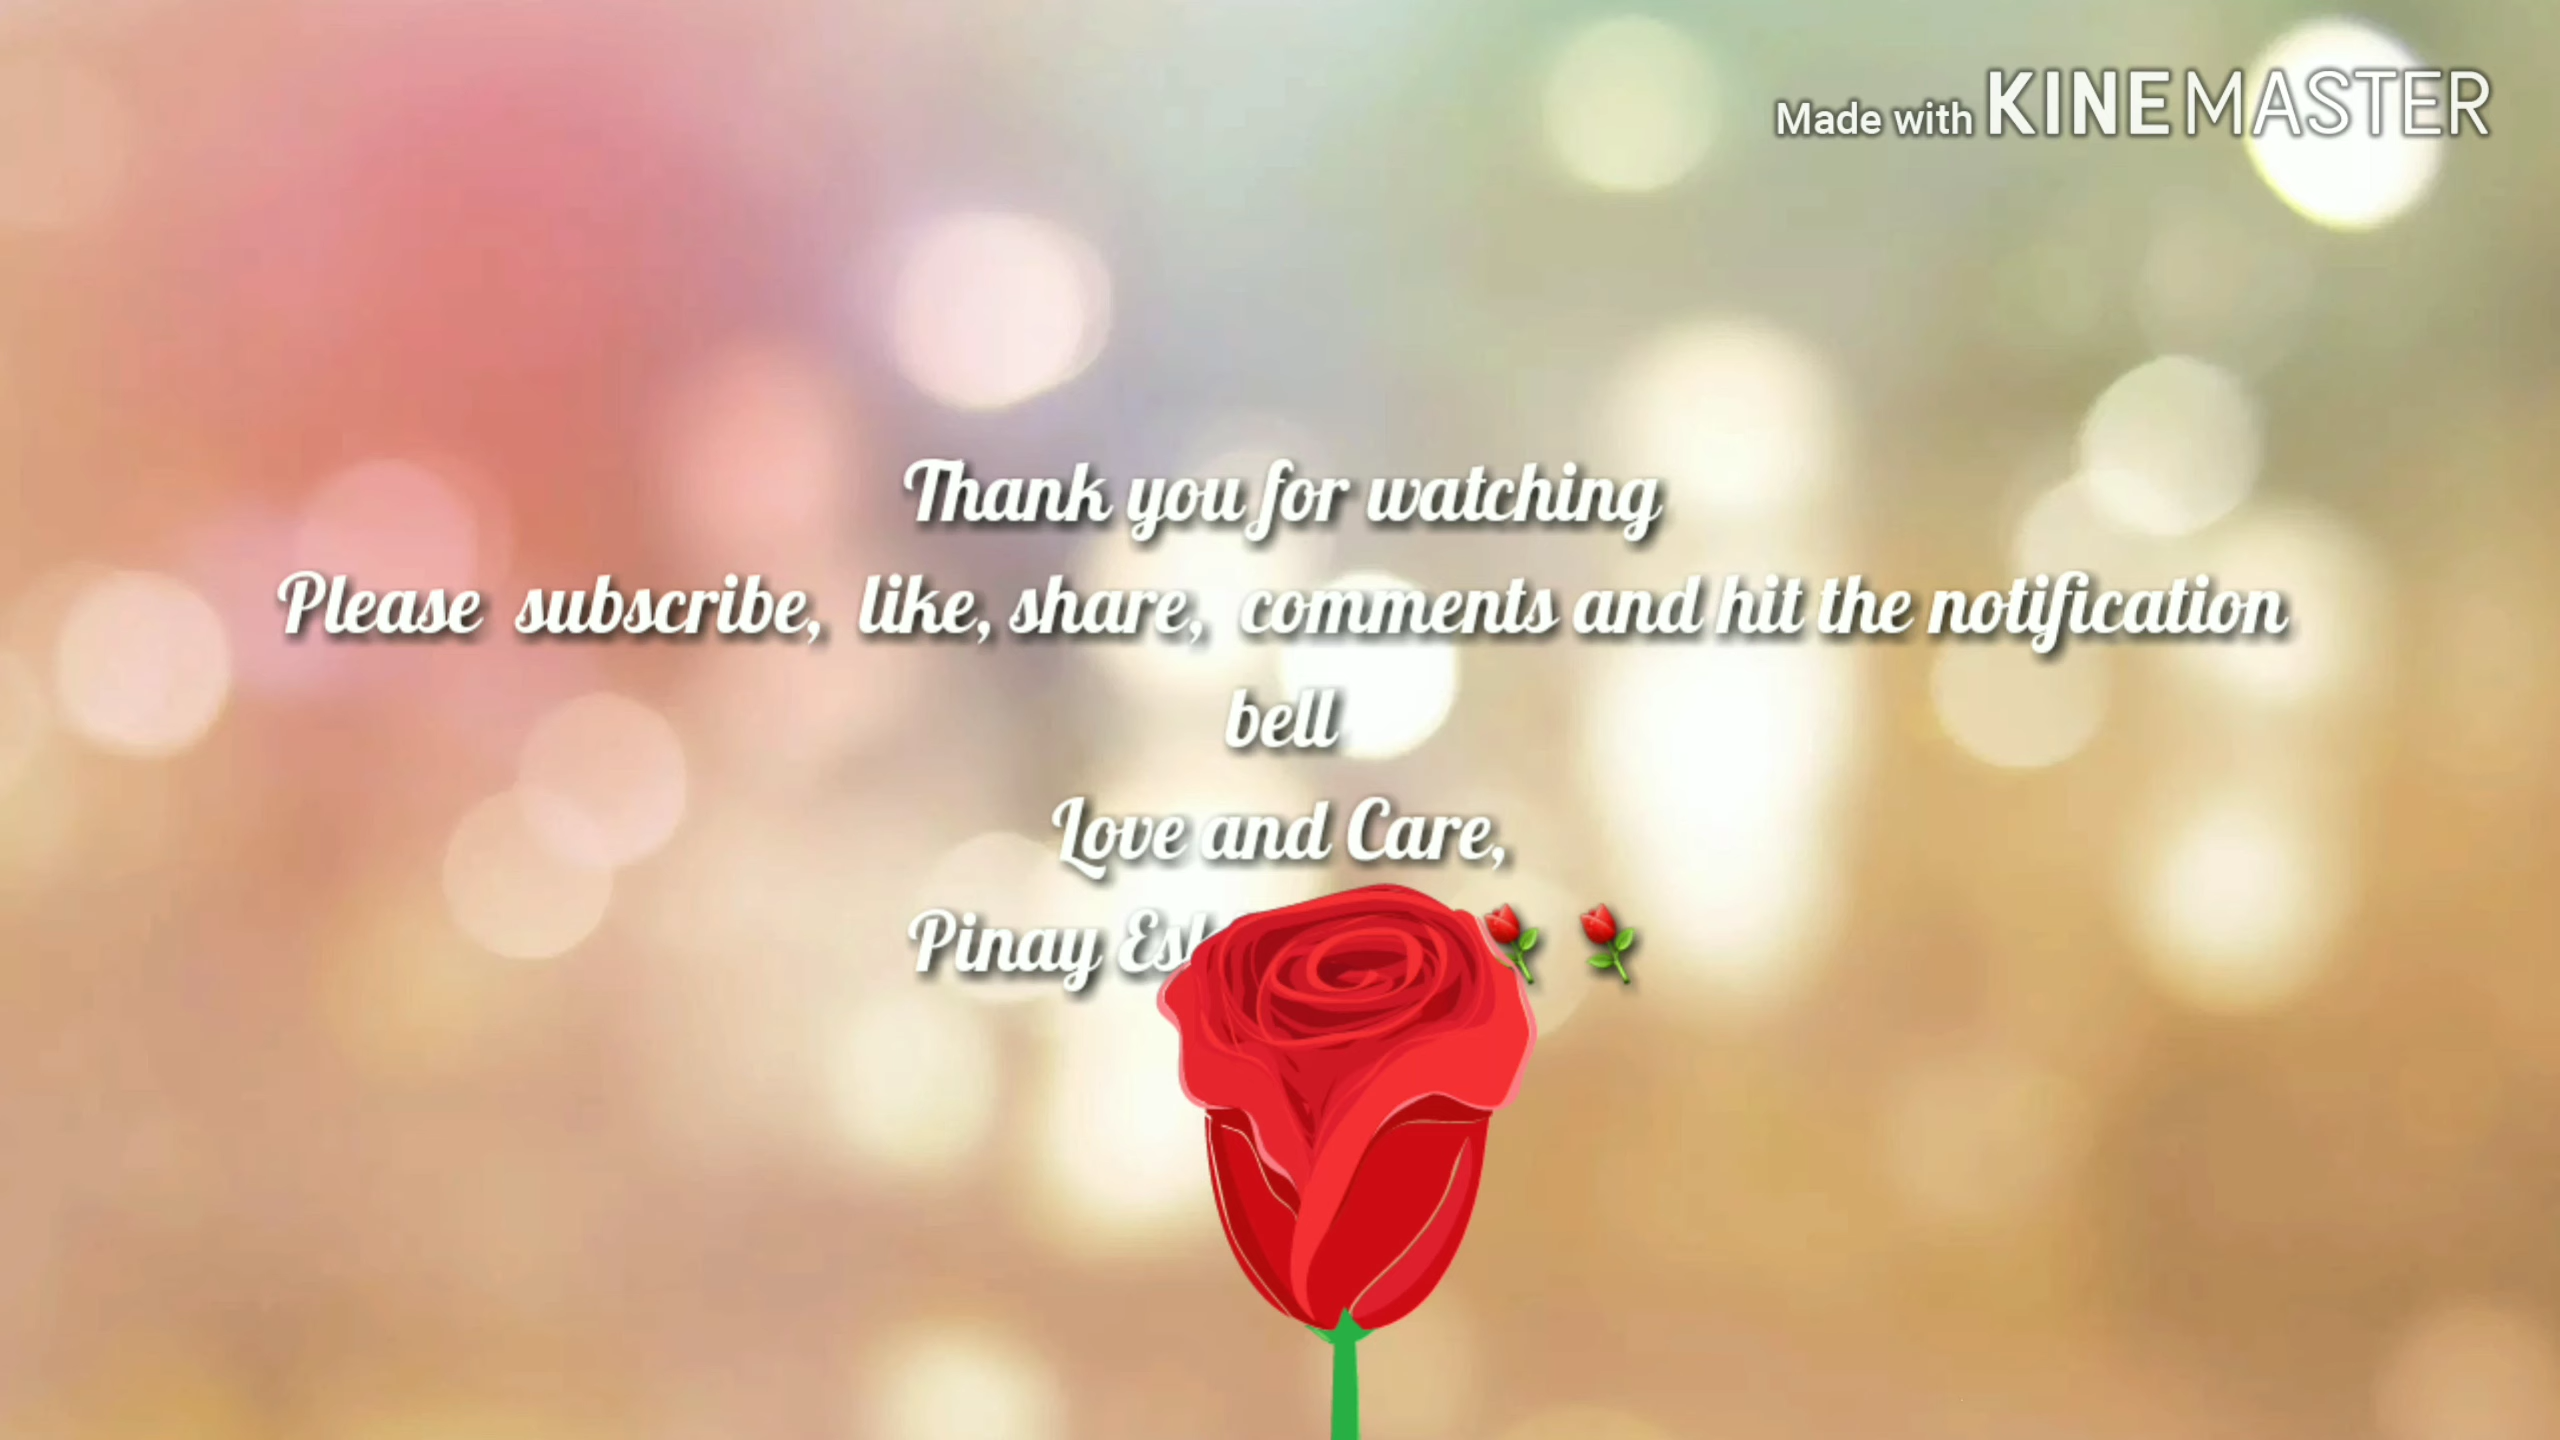 Made with KINEMASTER
Thank you for watching
Please subscribe, like, share, comments and hit the notification
bell
Love and Care,
Pinay